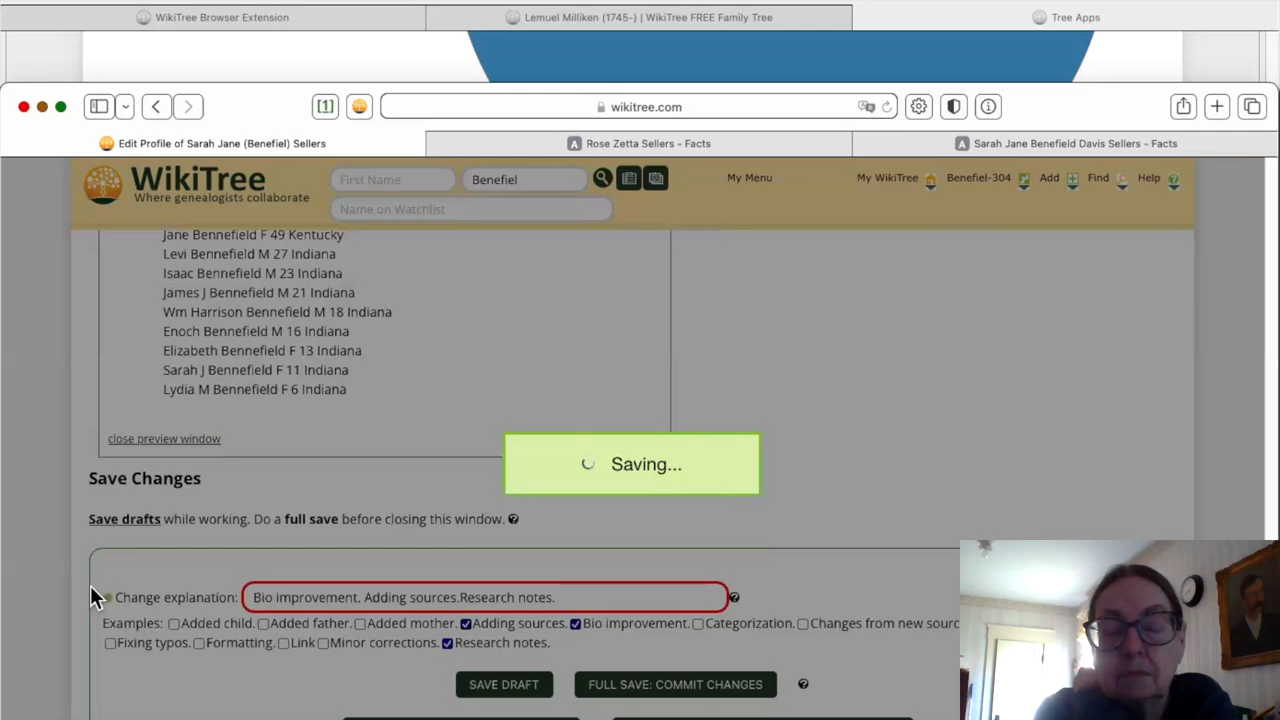 WikiTree Browser Extension
Lemuel Milliken (1745-) | WikiTree FREE Family Tree
Tree Apps
[1]
wikitree.com
Edit Profile of Sarah Jane (Benefiel) Sellers
A Rose Zetta Sellers - Facts
A Sarah Jane Benefield Davis Sellers - Facts
WikiTree
Where genealogists collaborate
First Name
Benefiel
Name on Watchlist
My Menu
My WikiTree
Benefiel-304
Add
Find
Help ?
Jane Bennefield F 49 Kentucky
Levi Bennefield M 27 Indiana
Isaac Bennefield M 23 Indiana
James J Bennefield M 21 Indiana
Wm Harrison Bennefield M 18 Indiana
Enoch Bennefield M 16 Indiana
Elizabeth Bennefield F 13 Indiana
Sarah J Bennefield F 11 Indiana
Lydia M Bennefield F 6 Indiana
close preview window
Saving...
Save Changes
Save drafts while working. Do a full save before closing this window. ?
Change explanation: Bio improvement. Adding sources.Research notes. ?
Examples: Added child. Added father. Added mother. Adding sources. Bio improvement. Categorization. Changes from new sourc
Fixing typos. Formatting. Link Minor corrections. Research notes.
SAVE DRAFT
FULL SAVE: COMMIT CHANGES ?